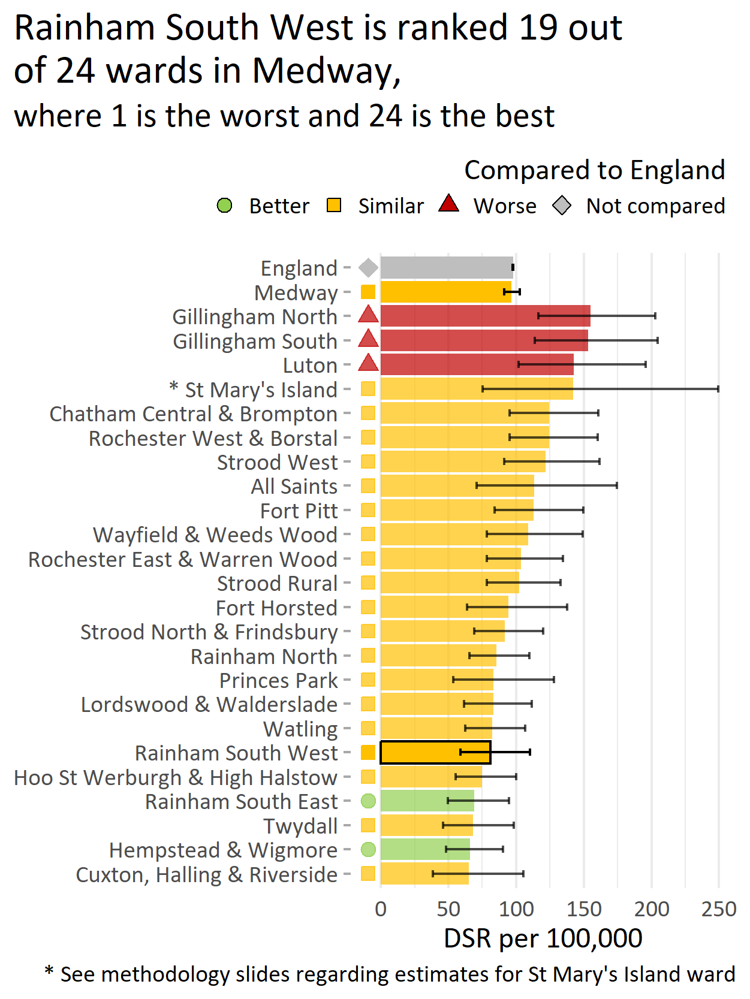 Rainham South West is ranked 19 out
of 24 wards in Medway,
where 1 is the worst and 24 is the best
Compared to England
Better Similar Worse Not compared
England
Medway
Gillingham North
Gillingham South
Luton
* St Mary's Island
Chatham Central & Brompton
Rochester West & Borstal
Strood West
All Saints
Fort Pitt
Wayfield & Weeds Wood
Rochester East & Warren Wood
Strood Rural
Fort Horsted
Strood North & Frindsbury
Rainham North
Princes Park
Lordswood & Walderslade
Watling
Rainham South West
Hoo St Werburgh & High Halstow
Rainham South East
Twydall
Hempstead & Wigmore
Cuxton, Halling & Riverside
0 50 100 150 200 250
DSR per 100,000
* See methodology slides regarding estimates for St Mary's Island ward